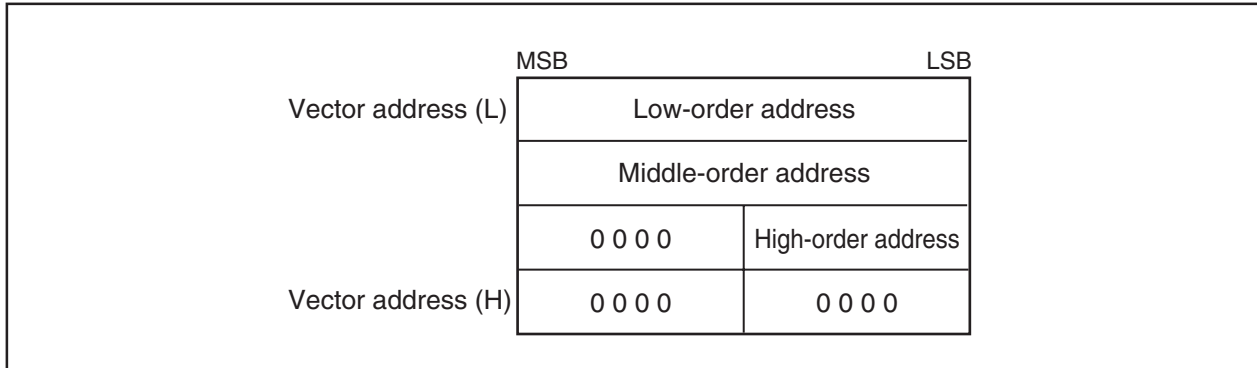 MSB LSB
Vector address (L) Low-order address
Middle-order address
0 0 0 0 High-order address
Vector address (H) 0 0 0 0 0 0 0 0